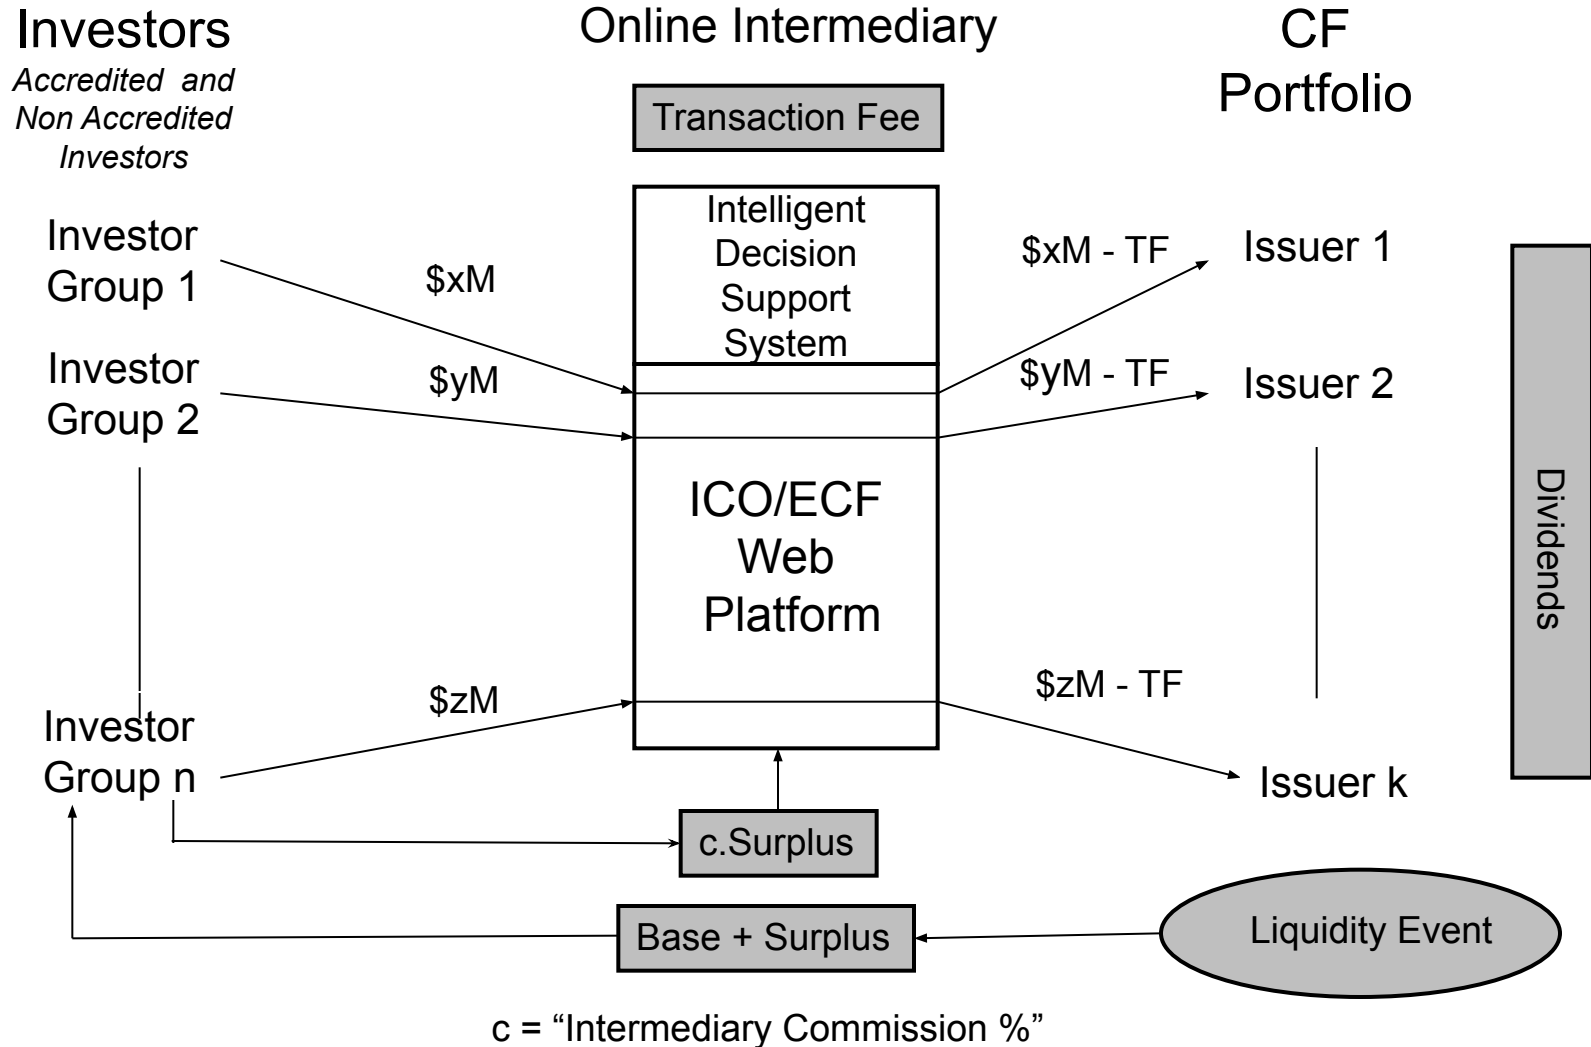 Investors
Accredited and
Non Accredited
Investors
Online Intermediary
CF
Portfolio
Transaction Fee
Investor
Group 1
$xM
Intelligent
Decision
Support
System
$xM - TF
Issuer 1
Investor
Group 2
$yM
$yM - TF
Issuer 2
ICO/ECF
Web
Platform
Dividends
Investor
Group n
$zM
$zM - TF
Issuer k
c.Surplus
Base + Surplus
Liquidity Event
c = “Intermediary Commission %”